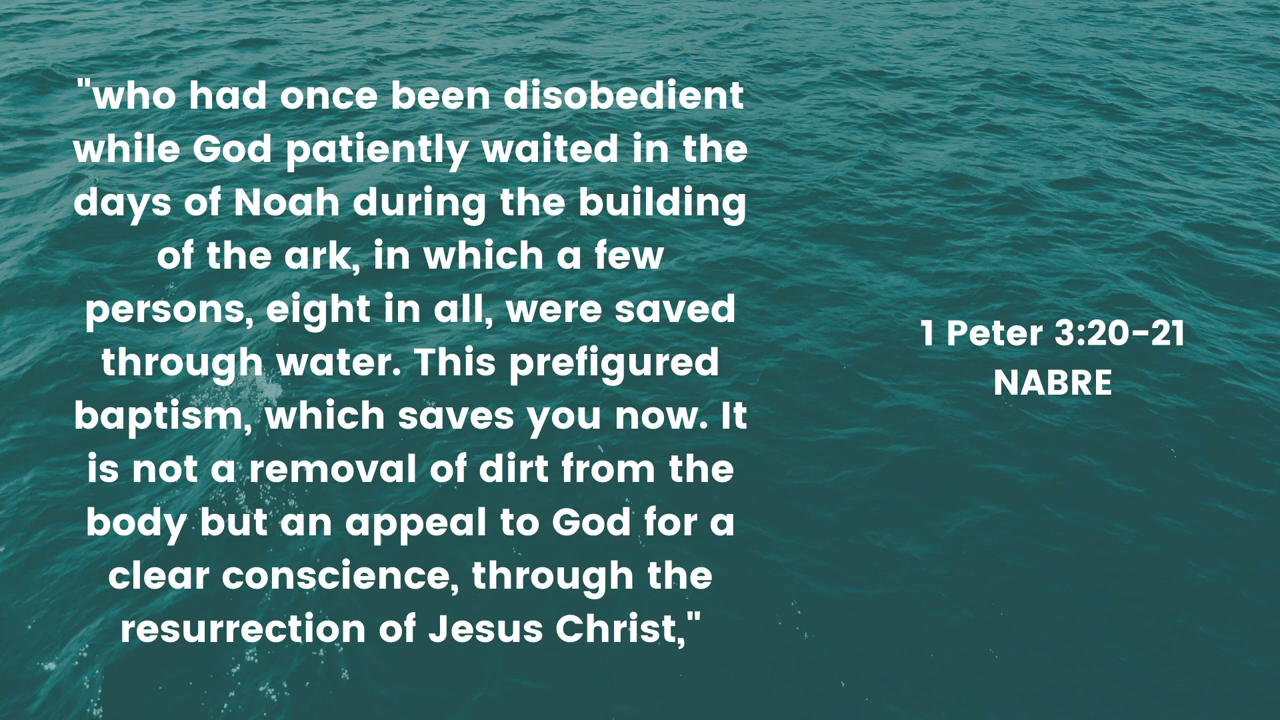 "who had once been disobedient
while God patiently waited in the
days of Noah during the building
of the ark, in which a few
persons, eight in all, were saved
through water. This prefigured
baptism, which saves you now. It
is not a removal of dirt from the
body but an appeal to God for a
clear conscience, through the
resurrection of Jesus Christ,"
1 Peter 3:20-21
NABRE